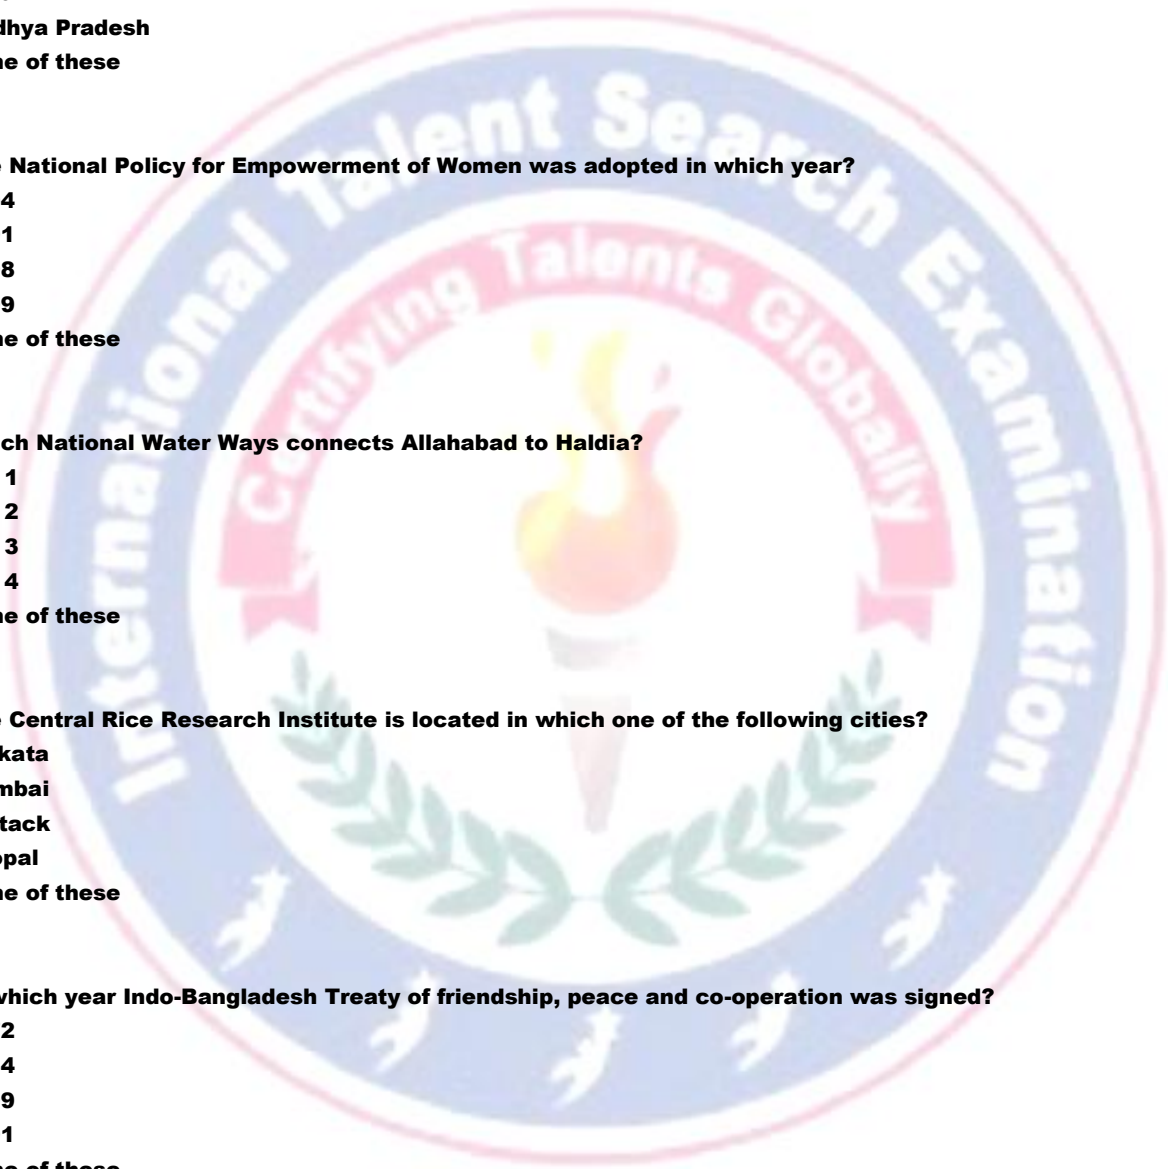 dhya Pradesh
ne of these
e National Policy for Empowerment of Women was adopted in which year?
4
1
8
9
ne of these
ch National Water Ways connects Allahabad to Haldia?
1
2
3
4
ne of these
e Central Rice Research Institute is located in which one of the following cities?
kata
mbai
tack
opal
ne of these
which year Indo-Bangladesh Treaty of friendship, peace and co-operation was signed?
2
4
9
1
ne of these
International Talent Search Examination
Certifying Talents Globally